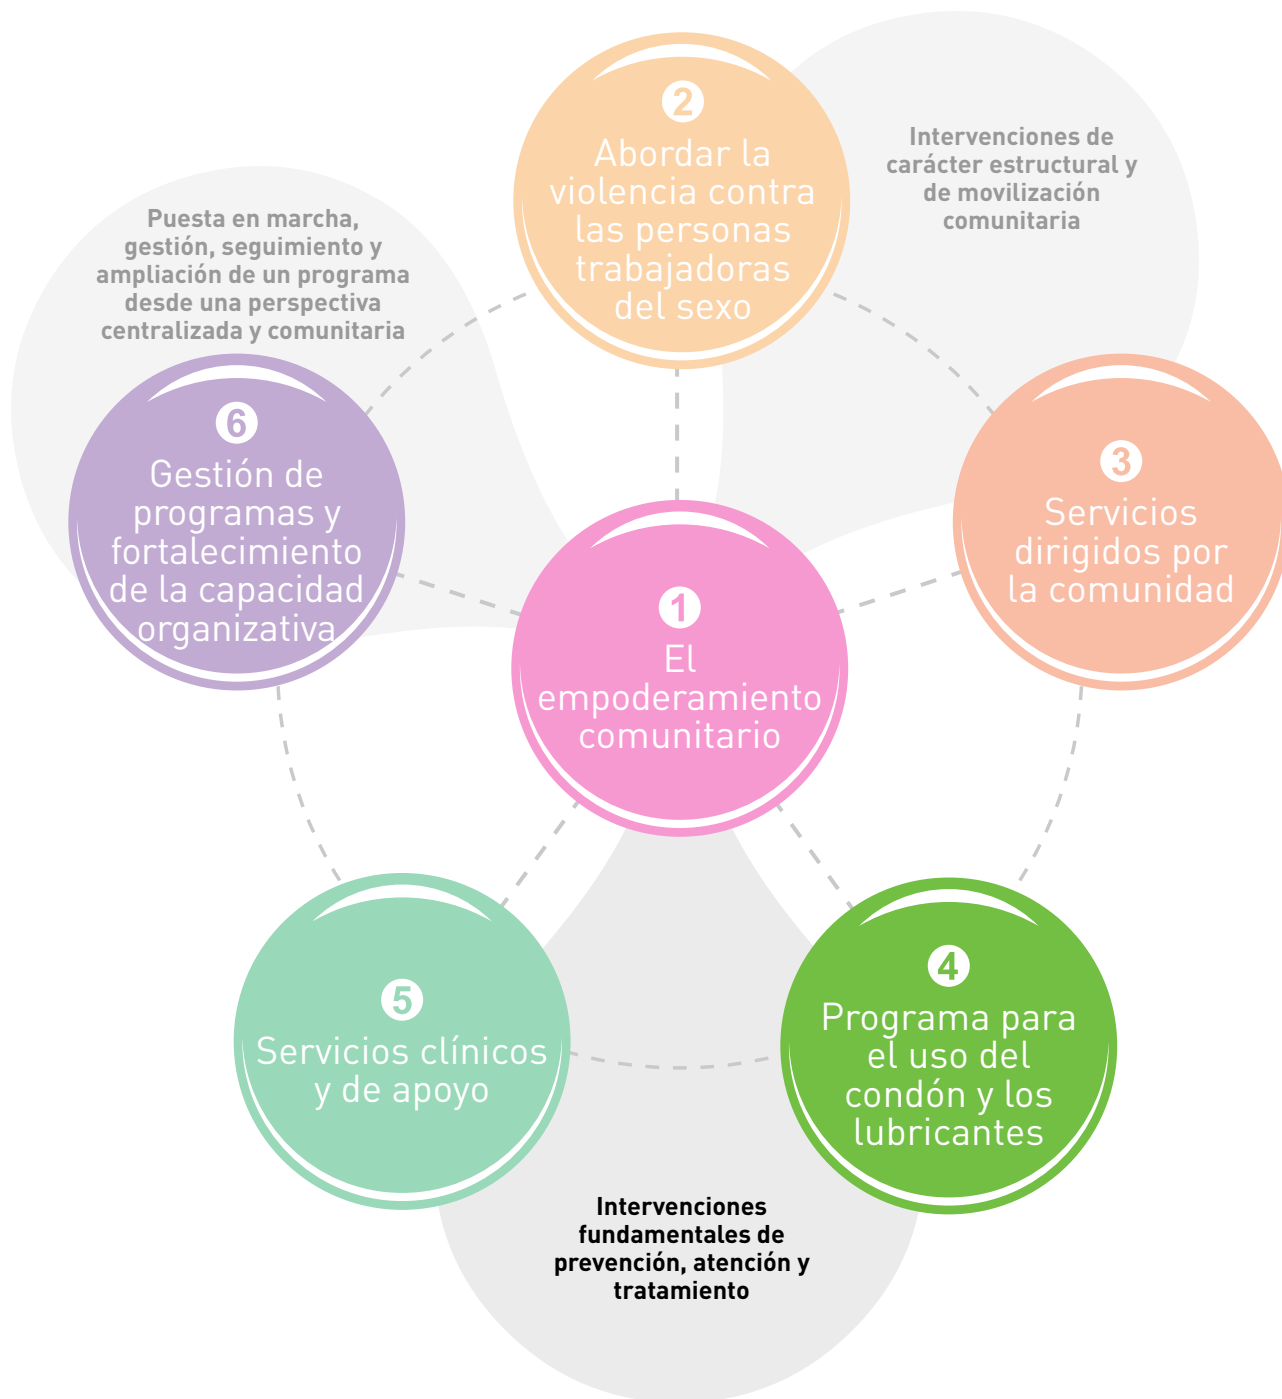 2
Abordar la
violencia contra
las personas
trabajadoras
del sexo
Intervenciones de
carácter estructural y
de movilización
comunitaria
Puesta en marcha,
gestión, seguimiento y
ampliación de un programa
desde una perspectiva
centralizada y comunitaria
6
Gestión de
programas y
fortalecimiento
de la capacidad
organizativa
3
Servicios
dirigidos por
la comunidad
1
El
empoderamiento
comunitario
5
Servicios clínicos
y de apoyo
4
Programa para
el uso del
condón y los
lubricantes
Intervenciones
fundamentales de
prevención, atención y
tratamiento